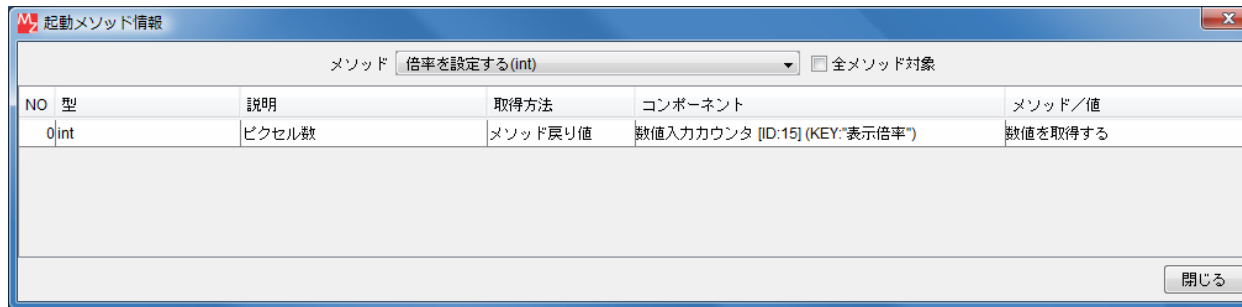 起動メソッド情報
メソッド 倍率を設定する(int) 全メソッド対象
NO 型 説明 取得方法 コンポーネント メソッド/値
0 int ピクセル数 メソッド戻り値 数値入力カウンタ [ID:15] (KEY:"表示倍率") 数値を取得する
閉じる